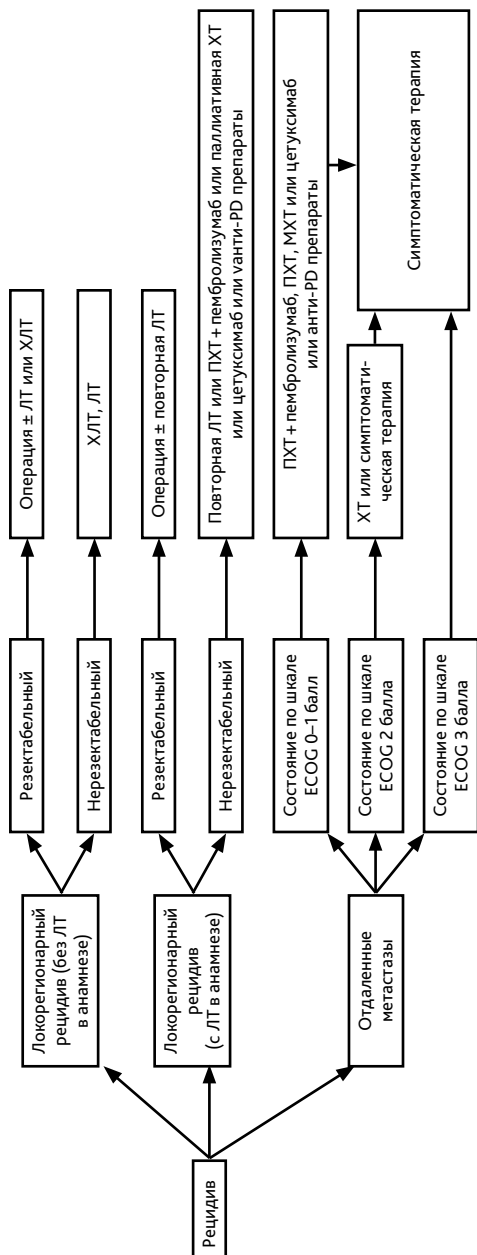 Рецидив
Локорегионарный
рецидив (без ЛТ
в анамнезе)
Резектабельный
Операция ± ЛТ или ХЛТ
Нерезектабельный
ХЛТ, ЛТ
Локорегионарный
рецидив
(с ЛТ в анамнезе)
Резектабельный
Операция ± повторная ЛТ
Нерезектабельный
Повторная ЛТ или ПХТ + пембролизумаб или паллиативная ХТ
или цетуксимаб или vанти-PD препараты
Отдаленные
метастазы
Состояние по шкале
ECOG 0–1 балл
ПХТ + пембролизумаб, ПХТ, МХТ или цетуксимаб
или анти-PD препараты
Состояние по шкале
ECOG 2 балла
ХТ или симптомати-
ческая терапия
Состояние по шкале
ECOG 3 балла
Симптоматическая терапия